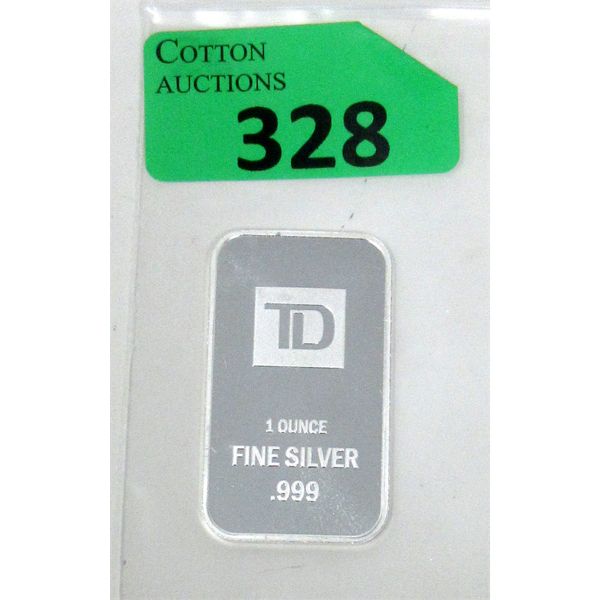 COTTON
AUCTIONS
328
TD
1 OUNCE
FINE SILVER
.999